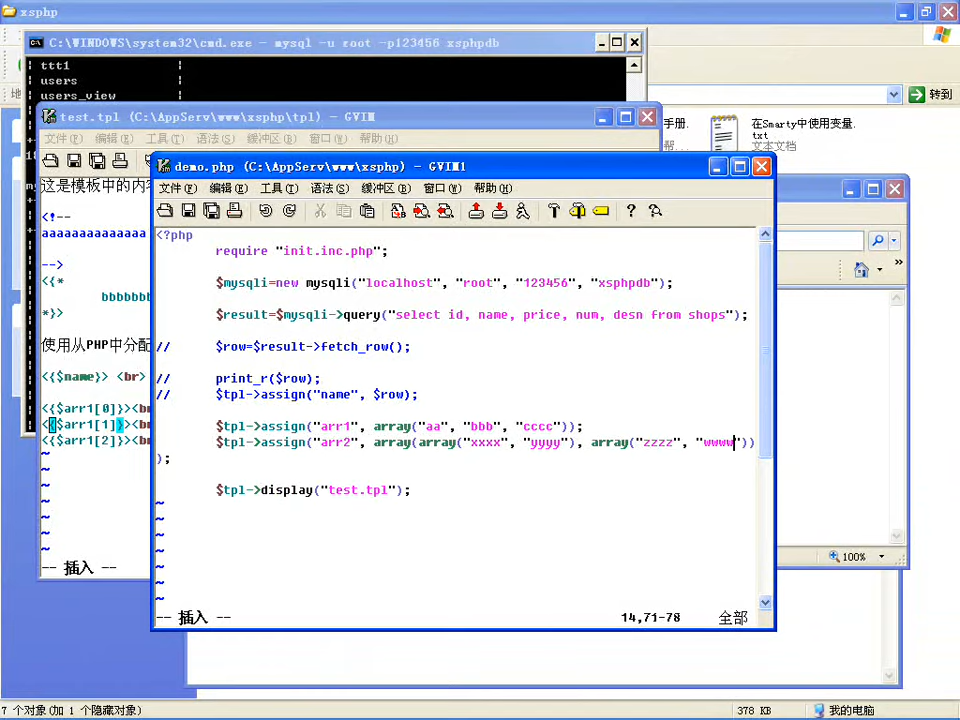 xsphp
C:\WINDOWS\system32\cmd.exe - mysql -u root -p123456 xsphpdb
ttt1
users
users_view
转到
手册.
在Smarty中使用变量.
txt
文本文档
test.tpl (C:\AppServ\www\xsphp\tpl) - GVIM
文件(F) 编辑(E) 工具(T) 语法(S) 缓冲区(B) 窗口(W) 帮助(H)
这是模板中的内容
<!--
aaaaaaaaaaaaaa
-->
<{*
bbbbbbb
*}>
使用从PHP中分配
<{$name}> <br>
<{$arr1[0]}><b
<{$arr1[1]}><b
<{$arr1[2]}><b
~
~
~
~
~
~
~
-- 插入 --
demo.php (C:\AppServ\www\xsphp) - GVIM1
文件(F) 编辑(E) 工具(T) 语法(S) 缓冲区(B) 窗口(W) 帮助(H)
<?php
require "init.inc.php";
$mysqli=new mysqli("localhost", "root", "123456", "xsphpdb");
$result=$mysqli->query("select id, name, price, num, desn from shops");
// $row=$result->fetch_row();
// print_r($row);
// $tpl->assign("name", $row);
$tpl->assign("arr1", array("aa", "bbb", "cccc"));
$tpl->assign("arr2", array(array("xxxx", "yyyy"), array("zzzz", "wwww"))
);
$tpl->display("test.tpl");
~
~
~
~
~
~
~
-- 插入 --
14,71-78
全部
100%
7 个对象(加 1 个隐藏对象)
378 KB
我的电脑